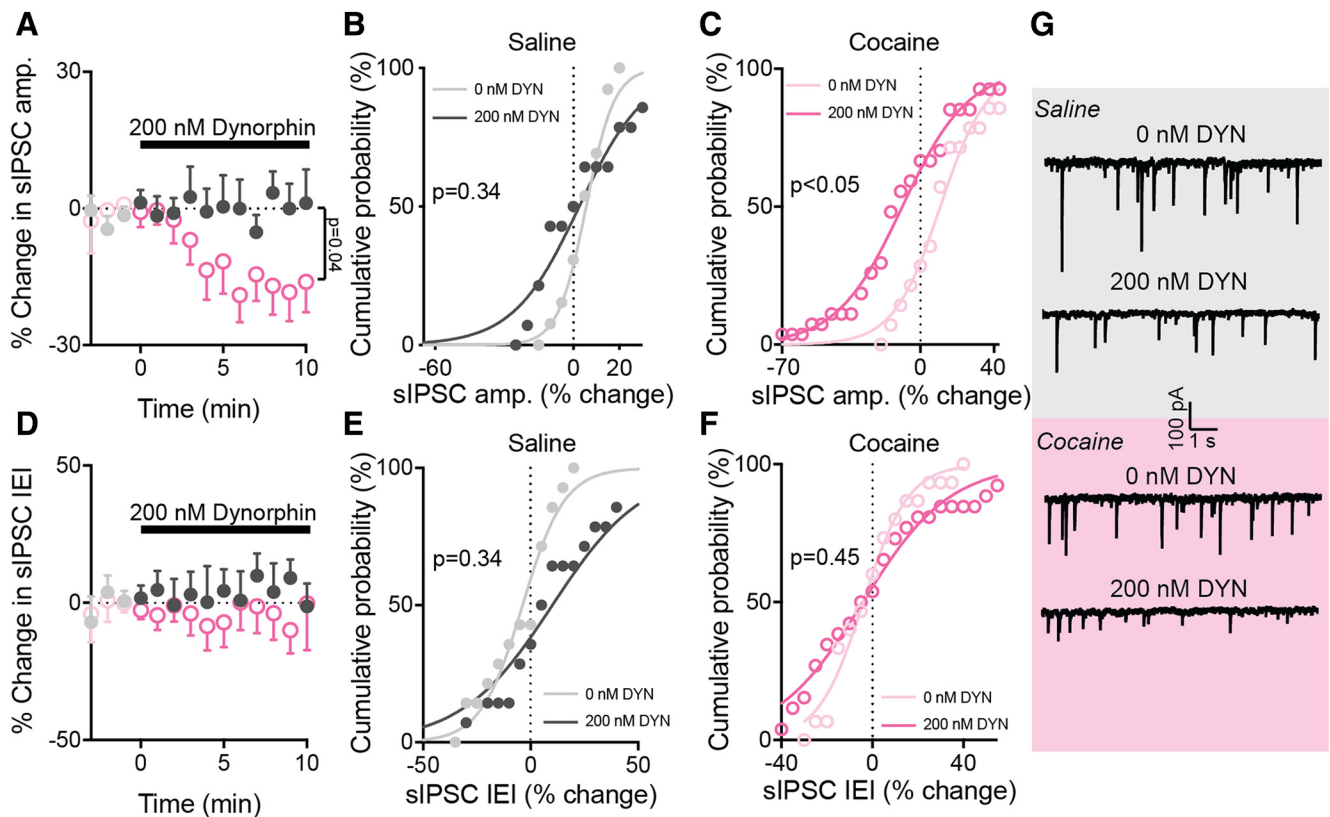 A
% Change in sIPSC amp.
30
0
-30
200 nM Dynorphin
p=0.04
0
5
10
Time (min)
B
Saline
Cumulative probability (%)
100
50
0
0 nM DYN
200 nM DYN
p=0.34
-60
0
20
sIPSC amp. (% change)
C
Cocaine
Cumulative probability (%)
100
50
0
0 nM DYN
200 nM DYN
p<0.05
-70
0
40
sIPSC amp. (% change)
D
% Change in sIPSC IEI
50
0
-50
200 nM Dynorphin
0
5
10
Time (min)
E
Saline
Cumulative probability (%)
100
50
0
p=0.34
0 nM DYN
200 nM DYN
-50
0
50
sIPSC IEI (% change)
F
Cocaine
Cumulative probability (%)
100
50
0
p=0.45
0 nM DYN
200 nM DYN
-40
0
40
sIPSC IEI (% change)
G
Saline
0 nM DYN
200 nM DYN
100 pA
1 s
Cocaine
0 nM DYN
200 nM DYN